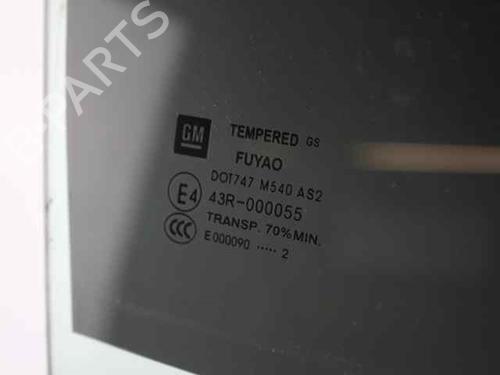 B-PARTS
GM TEMPERED GS
FUYAO
DOT747 M540 AS2
E4 43R-000055
CCC TRANSP. 70% MIN.
E000090 ..... 2